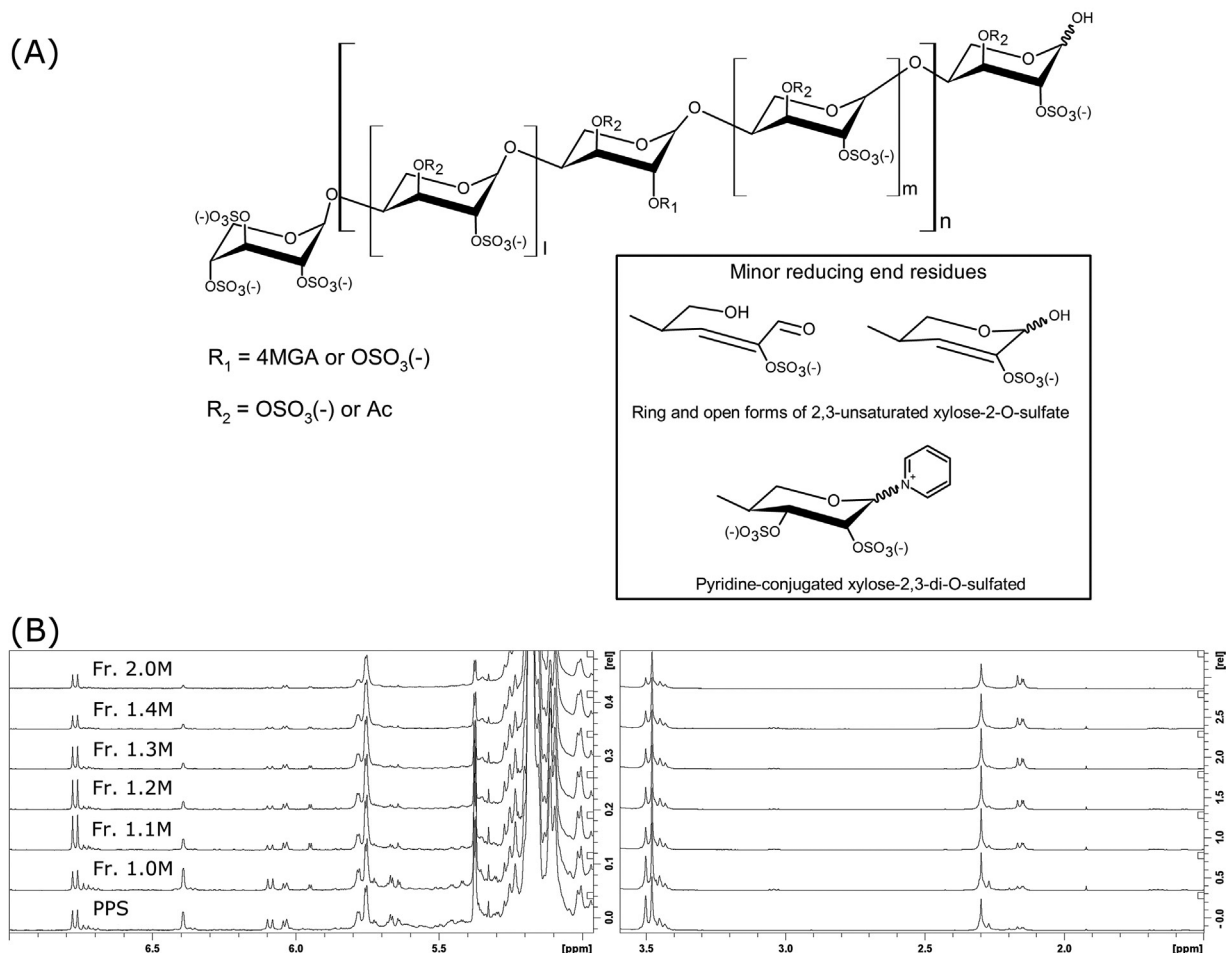 (A)
OH
OR2
O
O
OSO3(-)
OR2
O
O
OSO3(-)
m
n
OR2
O
O
OR1
OR2
O
O
OSO3(-)
l
O
(-)O3SO
O
OSO3(-)
OSO3(-)
R1 = 4MGA or OSO3(-)
R2 = OSO3(-) or Ac
Minor reducing end residues
OH
O
OSO3(-)
O
OH
OSO3(-)
Ring and open forms of 2,3-unsaturated xylose-2-O-sulfate
O
N+
(-)O3SO
OSO3(-)
Pyridine-conjugated xylose-2,3-di-O-sulfated
(B)
Fr. 2.0M
Fr. 1.4M
Fr. 1.3M
Fr. 1.2M
Fr. 1.1M
Fr. 1.0M
PPS
[rel]
0.4
0.3
0.2
0.1
0.0
6.5 6.0 5.5 [ppm]
[rel]
2.5
2.0
1.5
1.0
0.5
- 0.0
3.5 3.0 2.5 2.0 [ppm]